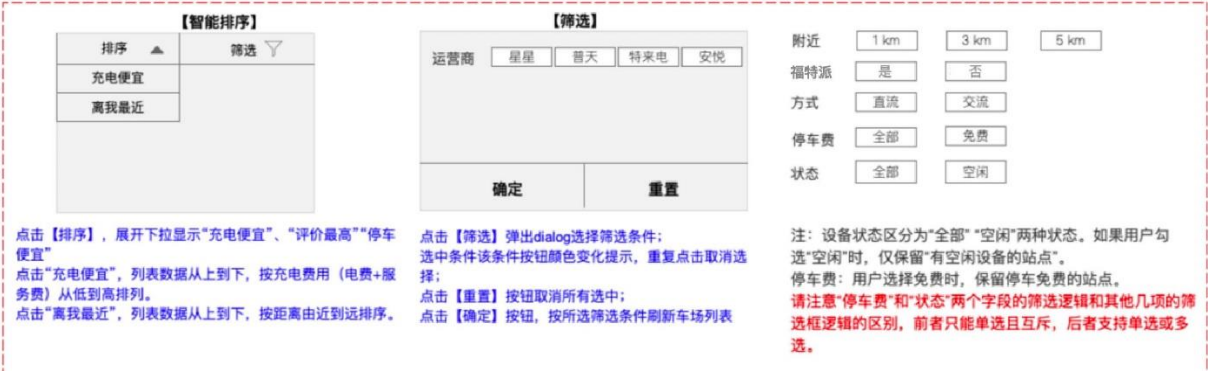 【智能排序】
排序
筛选
充电便宜
离我最近
点击【排序】，展开下拉显示“充电便宜”、“评价最高”“停车
便宜”
点击“充电便宜”，列表数据从上到下，按充电费用（电费+服
务费）从低到高排列。
点击“离我最近”，列表数据从上到下，按距离由近到远排序。
【筛选】
运营商 星星 普天 特来电 安悦
确定 重置
点击【筛选】弹出dialog选择筛选条件；
选中条件该条件按钮颜色变化提示，重复点击取消选
择；
点击【重置】按钮取消所有选中；
点击【确定】按钮，按所选筛选条件刷新车场列表
附近 1 km 3 km 5 km
福特派 是 否
方式 直流 交流
停车费 全部 免费
状态 全部 空闲
注：设备状态区分为“全部” “空闲”两种状态。如果用户勾
选“空闲”时，仅保留“有空闲设备的站点”。
停车费：用户选择免费时，保留停车免费的站点。
请注意“停车费”和“状态”两个字段的筛选逻辑和其他几项的筛
选框逻辑的区别，前者只能单选且互斥，后者支持单选或多
选。